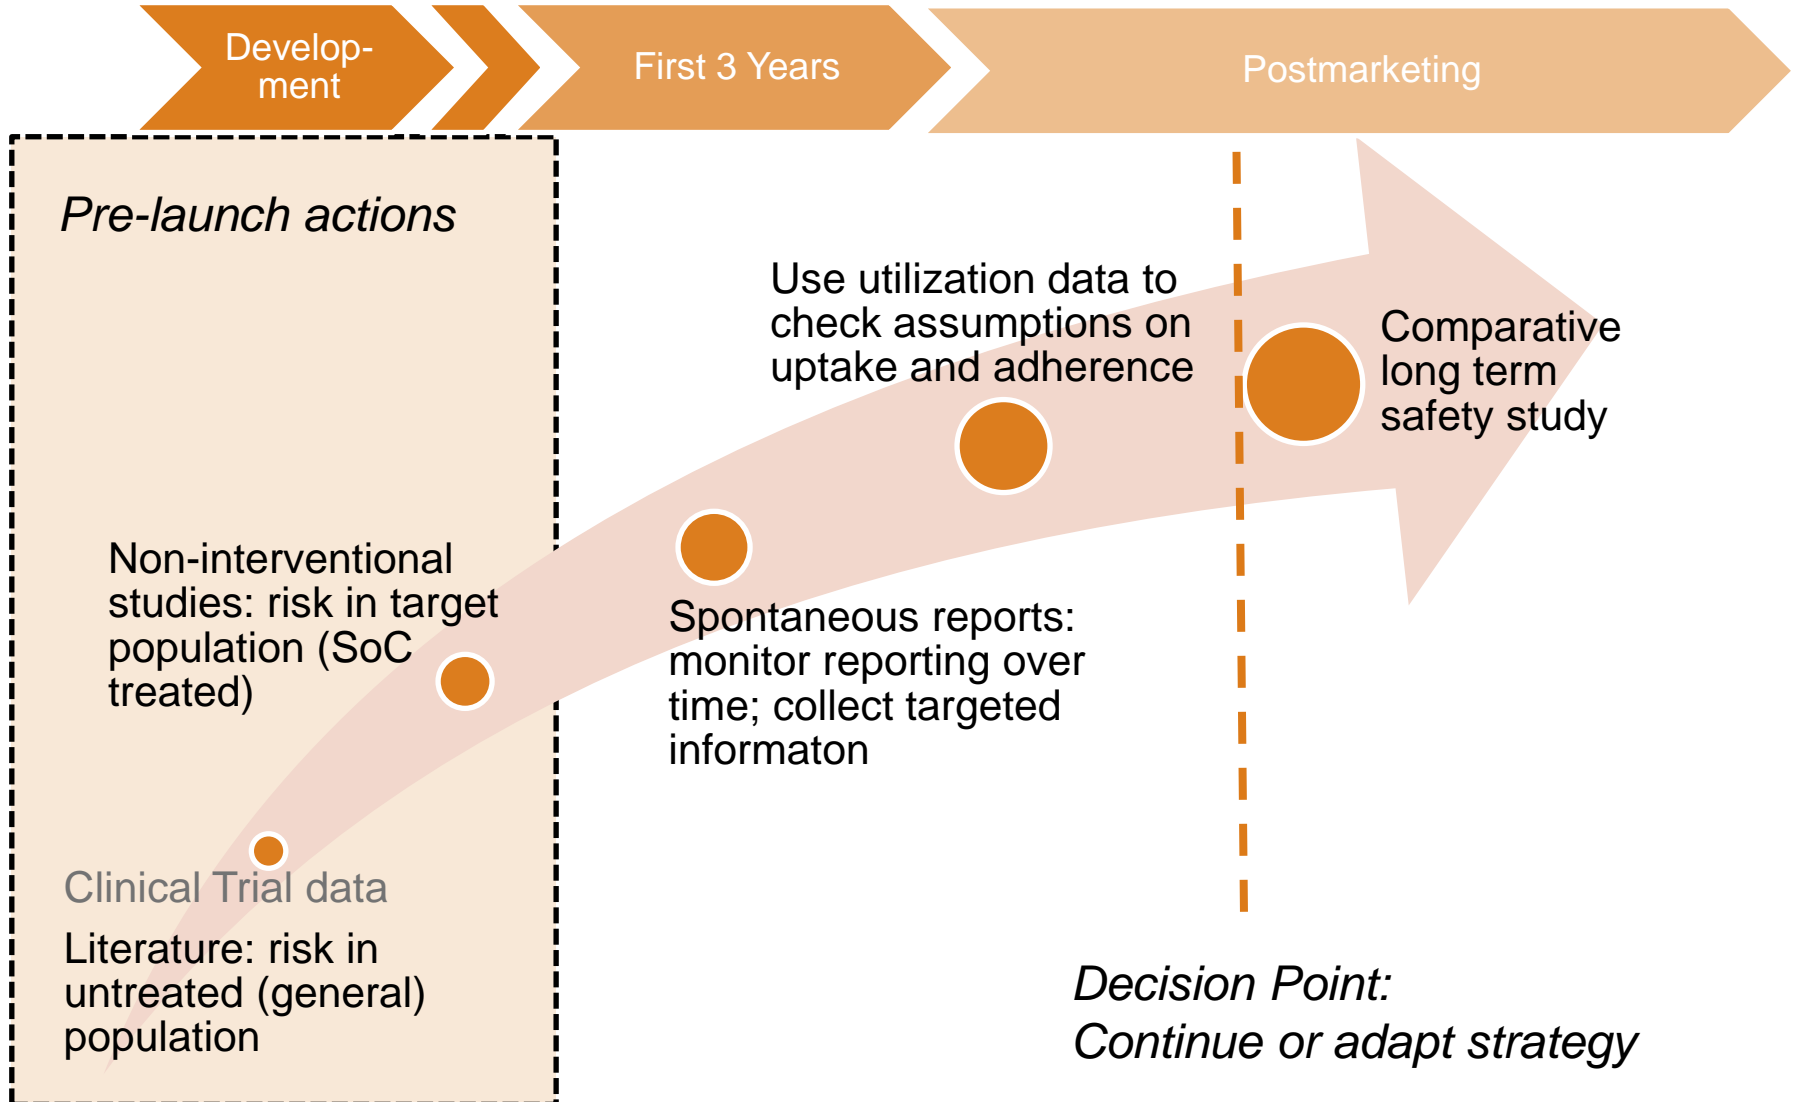 Develop-
ment
First 3 Years
Postmarketing
Pre-launch actions
Use utilization data to
check assumptions on
uptake and adherence
Comparative
long term
safety study
Non-interventional
studies: risk in target
population (SoC
treated)
Spontaneous reports:
monitor reporting over
time; collect targeted
informaton
Clinical Trial data
Literature: risk in
untreated (general)
population
Decision Point:
Continue or adapt strategy